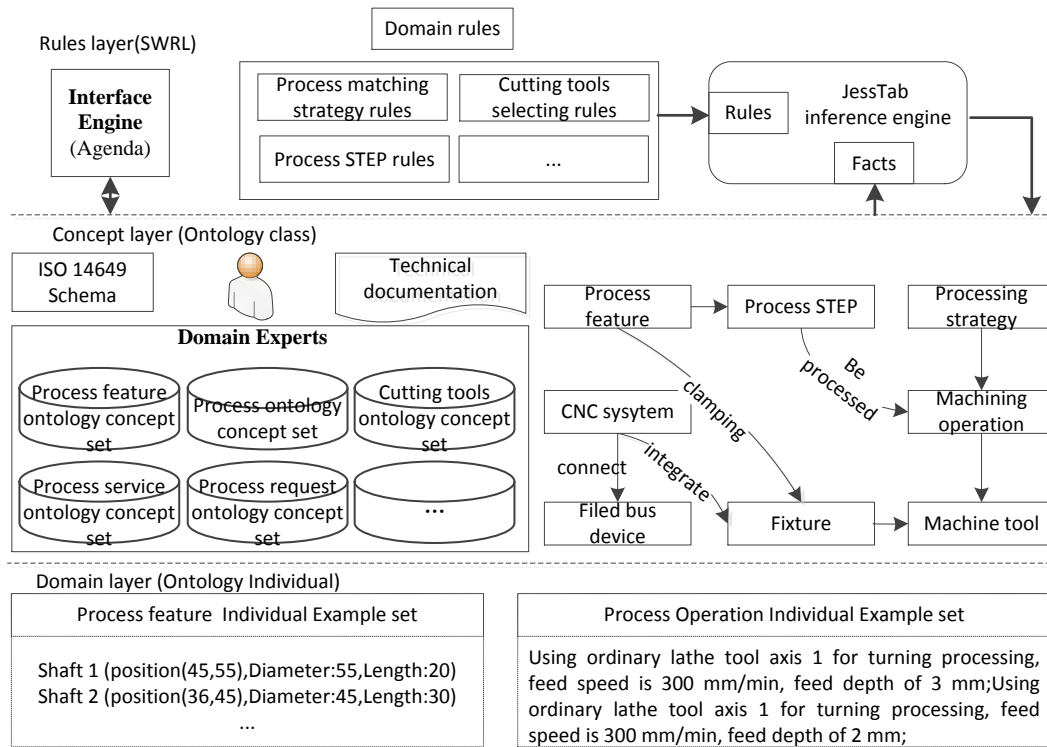 Domain rules
Rules layer(SWRL)
Interface
Engine
(Agenda)
Process matching
strategy rules
Cutting tools
selecting rules
Process STEP rules
...
Rules
JessTab
inference engine
Facts
Concept layer (Ontology class)
ISO 14649
Schema
Technical
documentation
Domain Experts
Process feature
ontology concept
set
Process ontology
concept set
Cutting tools
ontology concept
set
Process service
ontology concept
set
Process request
ontology concept
set
...
Process
feature
Process STEP
Processing
strategy
Be
processed
clamping
CNC sysytem
Machining
operation
connect
integrate
Filed bus
device
Fixture
Machine tool
Domain layer (Ontology Individual)
Process feature Individual Example set
Shaft 1 (position(45,55),Diameter:55,Length:20)
Shaft 2 (position(36,45),Diameter:45,Length:30)
...
Process Operation Individual Example set
Using ordinary lathe tool axis 1 for turning processing,
feed speed is 300 mm/min, feed depth of 3 mm;Using
ordinary lathe tool axis 1 for turning processing, feed
speed is 300 mm/min, feed depth of 2 mm;